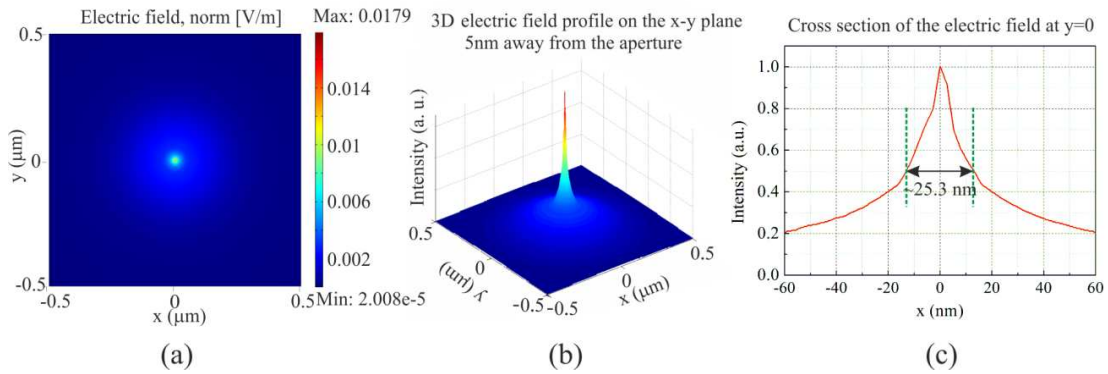 Electric field, norm [V/m]
Max: 0.0179
0.5
y (μm)
0
-0.5
-0.5
0
0.5
x (μm)
0.014
0.010
0.006
0.002
Min: 2.008e-5
(a)
3D electric field profile on the x-y plane
5nm away from the aperture
Intensity (a. u.)
0.5
0
-0.5
y (μm)
-0.5
0
0.5
x (μm)
(b)
Cross section of the electric field at y=0
Intensity (a.u.)
1.0
0.8
0.6
0.4
0.2
0.0
~25.3 nm
-60
-40
-20
0
20
40
60
x (nm)
(c)